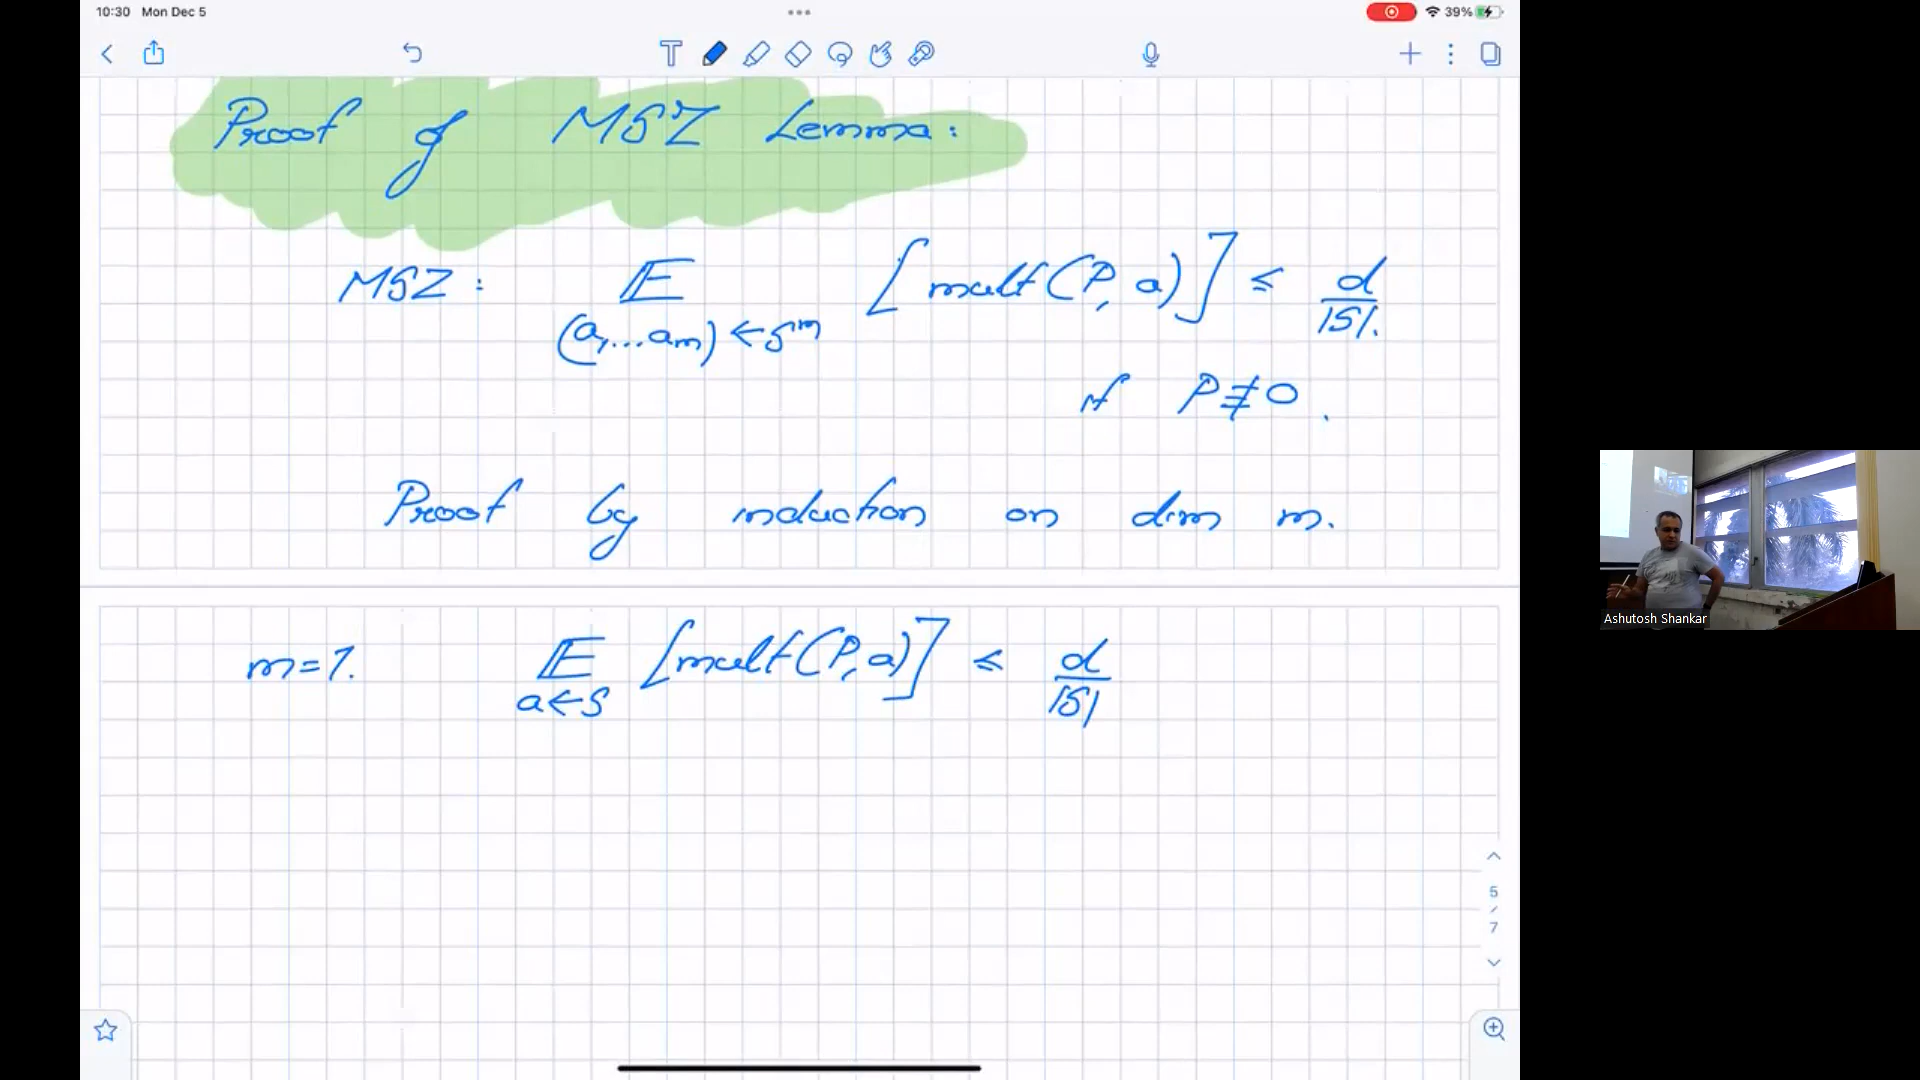 10:30 Mon Dec 5
39%
T
Proof of MSZ Lemma:
MSZ: 𝔼 [mult(P, a)] ≤ d/|S|.
(a,...am) ← S^m
if P ≢ 0.
Proof by induction on dim m.
m=1. 𝔼 [mult(P,a)] ≤ d/|S|
a←S
5
/
7
Ashutosh Shankar